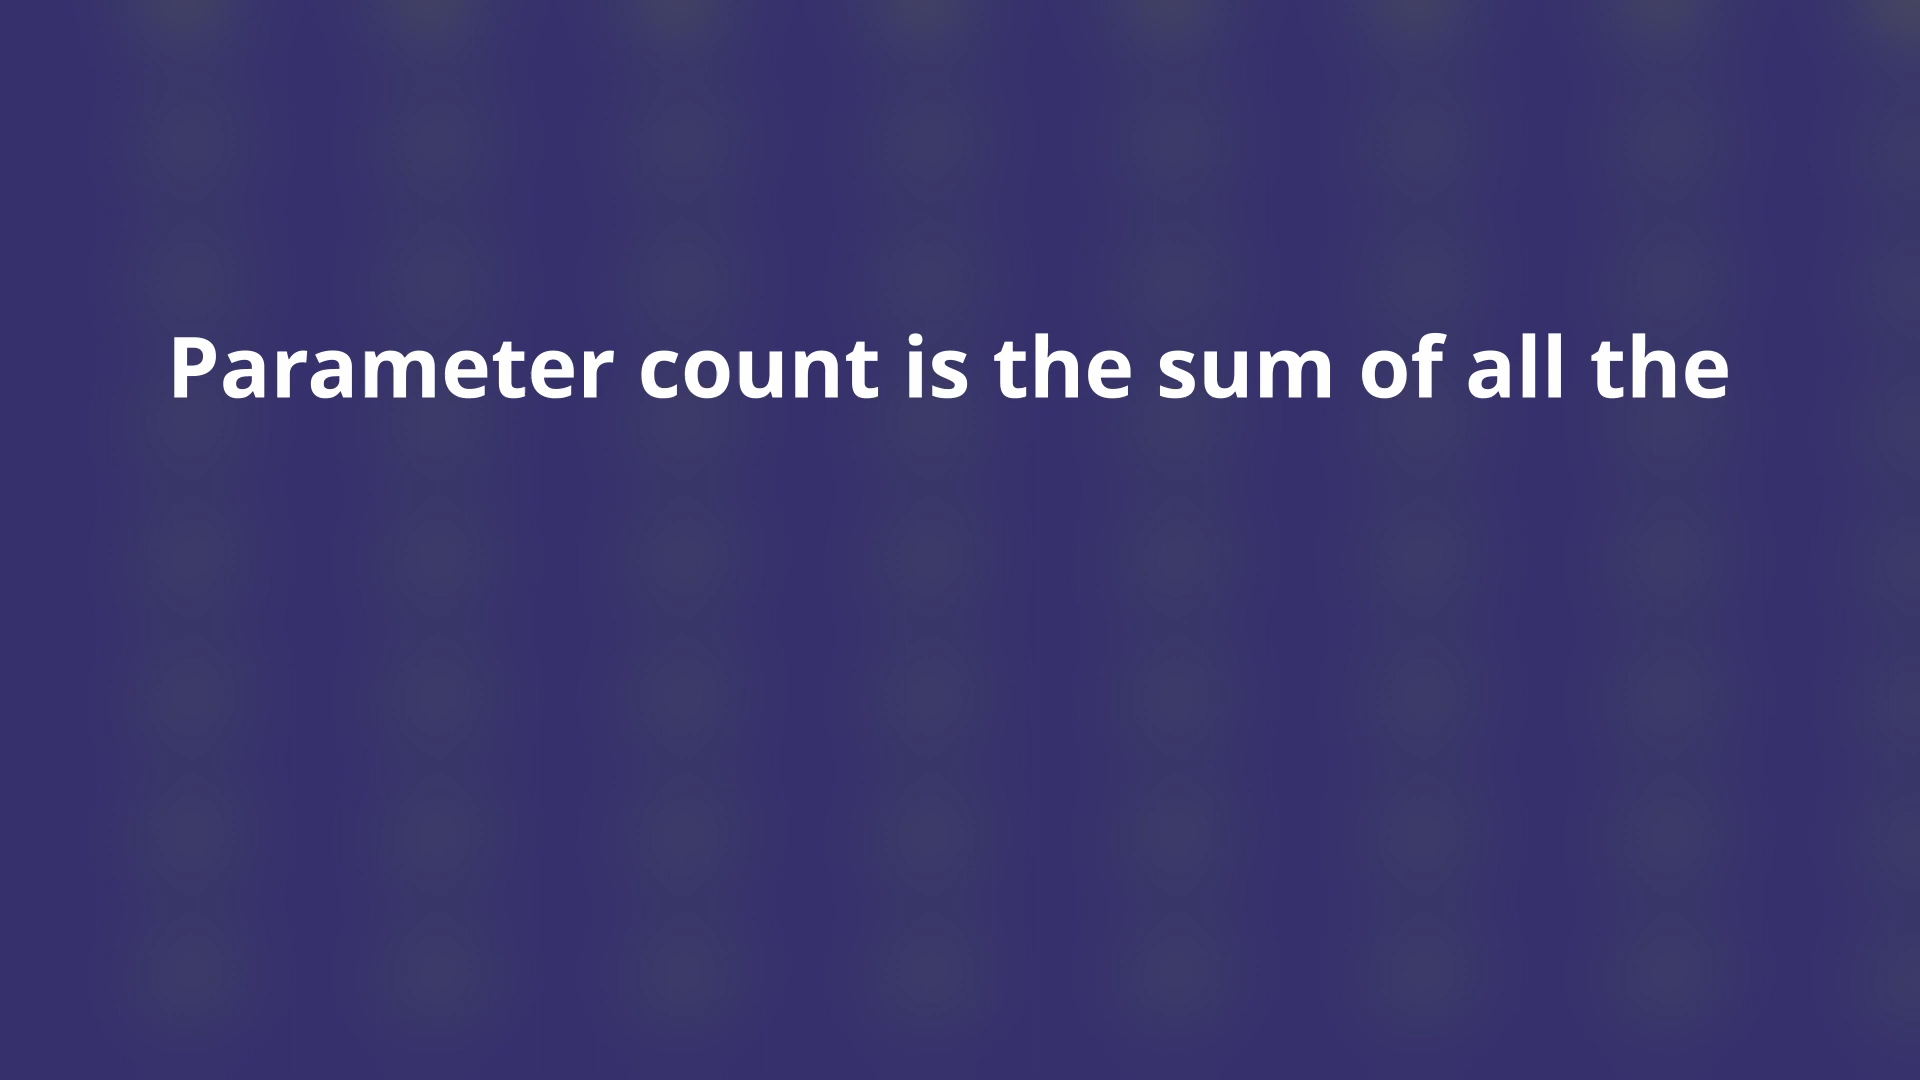 Parameter count is the sum of all the